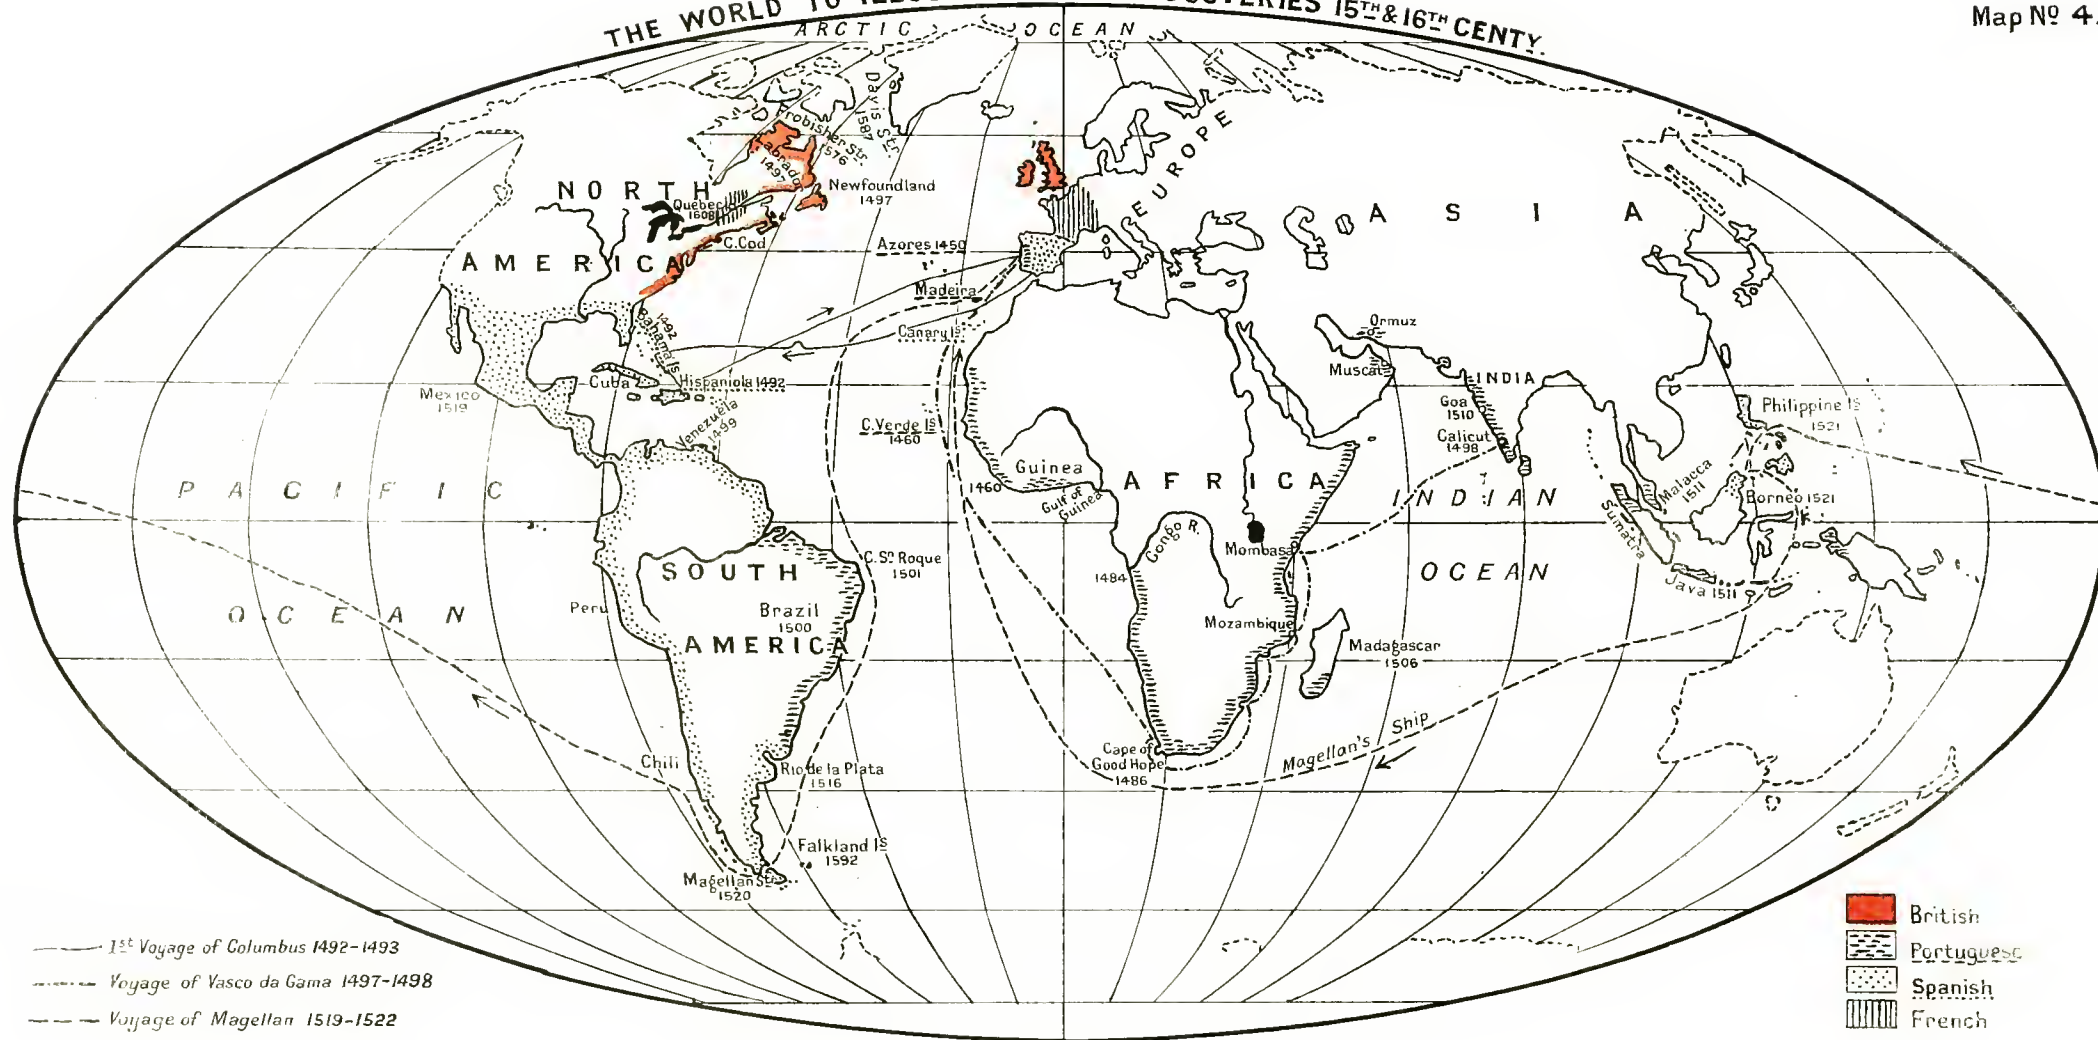 THE WORLD TO
15TH & 16TH CENTY.
Map No 4.
ARCTIC OCEAN
Davis Str.
1587
Frobisher Str.
1576
Labrador
1497
Newfoundland
1497
NORTH
AMERICA
Quebec
1608
C. Cod
EUROPE
ASIA
Azores 1450
Madeira
Canary Is
1492
Bahama Is
Cuba
Hispaniola 1492
Mexico
1519
Venezuela
1499
C. Verde Is
1460
Ormuz
Muscat
INDIA
Goa
1510
Calicut
1498
Philippine Is
1521
Guinea
1460
Gulf of
Guinea
AFRICA
Malacca
1511
Borneo 1521
Sumatra
Java 1511
PACIFIC
OCEAN
INDIAN
OCEAN
Congo R.
1484
Mombasa
Mozambique
Madagascar
1506
C. So Roque
1501
SOUTH
AMERICA
Peru
Brazil
1500
Chili
Rio de la Plata
1516
Cape of
Good Hope
1486
Magellan's Ship
Falkland Is
1592
Magellan Str.
1520
1st Voyage of Columbus 1492-1493
Voyage of Vasco da Gama 1497-1498
Voyage of Magellan 1519-1522
British
Portuguese
Spanish
French